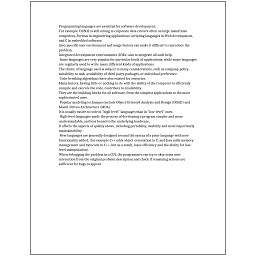 Programming languages are essential for software development.
For example, COBOL is still strong in corporate data centers often on large mainframe
computers, Fortran in engineering applications, scripting languages in Web development,
and C in embedded software.
Also, specific user environment and usage history can make it difficult to reproduce the
problem.
Integrated development environments (IDEs) aim to integrate all such help.
Some languages are very popular for particular kinds of applications, while some languages
are regularly used to write many different kinds of applications.
The choice of language used is subject to many considerations, such as company policy,
suitability to task, availability of third-party packages, or individual preference.
Code-breaking algorithms have also existed for centuries.
Many factors, having little or nothing to do with the ability of the computer to efficiently
compile and execute the code, contribute to readability.
They are the building blocks for all software, from the simplest applications to the most
sophisticated ones.
Popular modeling techniques include Object-Oriented Analysis and Design (OOAD) and
Model-Driven Architecture (MDA).
It is usually easier to code in "high-level" languages than in "low-level" ones.
High-level languages made the process of developing a program simpler and more
understandable, and less bound to the underlying hardware.
It affects the aspects of quality above, including portability, usability and most importantly
maintainability.
New languages are generally designed around the syntax of a prior language with new
functionality added, (for example C++ adds object-orientation to C, and Java adds memory
management and bytecode to C++, but as a result, loses efficiency and the ability for low-
level manipulation).
When debugging the problem in a GUI, the programmer can try to skip some user
interaction from the original problem description and check if remaining actions are
sufficient for bugs to appear.